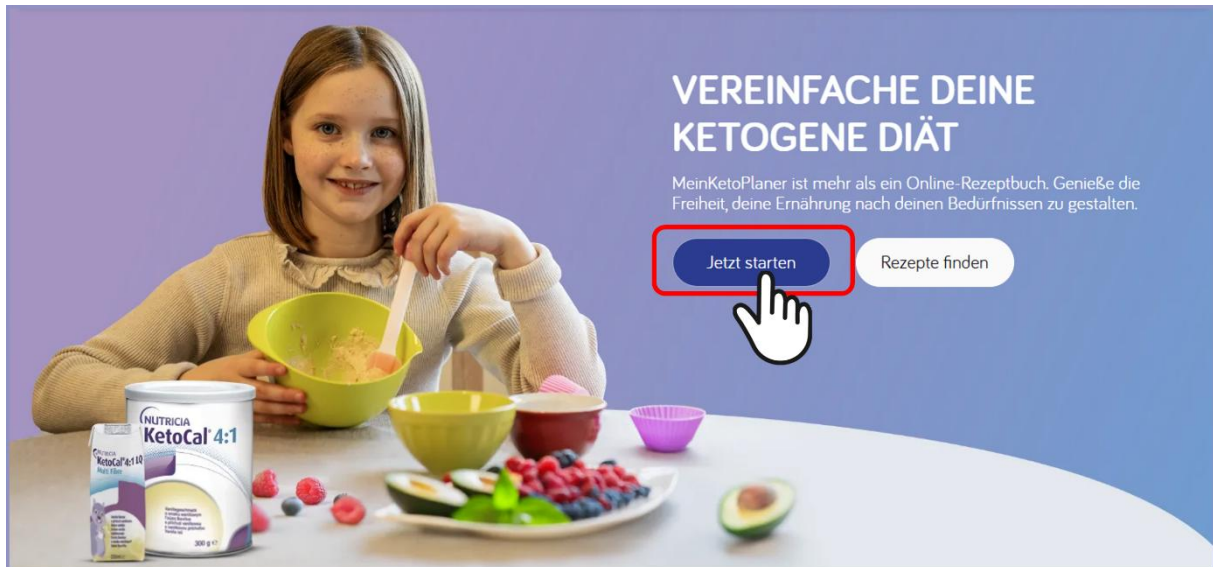 VEREINFACHE DEINE
KETOGENE DIÄT
MeinKetoPlaner ist mehr als ein Online-Rezeptbuch. Genieße die
Freiheit, deine Ernährung nach deinen Bedürfnissen zu gestalten.
Jetzt starten
Rezepte finden
NUTRICIA
KetoCal® 4:1
300 g ℮
NUTRICIA
KetoCal® 4:1 LQ
Multi Fibre